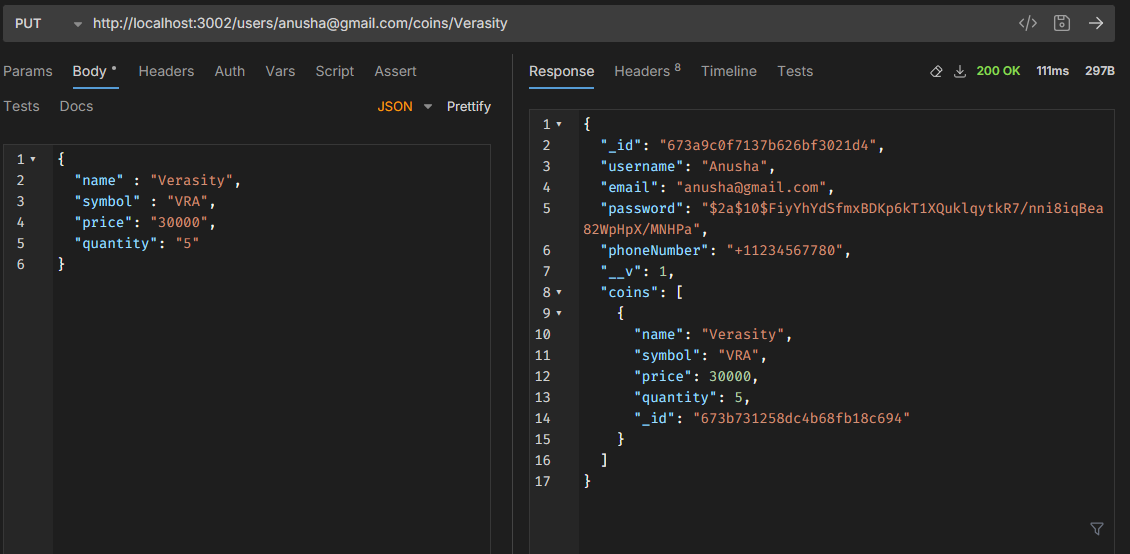 PUT http://localhost:3002/users/anusha@gmail.com/coins/Verasity
Params Body Headers Auth Vars Script Assert
Tests Docs JSON Prettify
1 {
2 "name" : "Verasity",
3 "symbol" : "VRA",
4 "price": "30000",
5 "quantity": "5"
6 }
Response Headers 8 Timeline Tests 200 OK 111ms 297B
1 {
2 "_id": "673a9c0f7137b626bf3021d4",
3 "username": "Anusha",
4 "email": "anusha@gmail.com",
5 "password": "$2a$10$FiyYhYdSfmxBDKp6kT1XQuklqytkR7/nni8iqBea
82WpHpX/MNHPa",
6 "phoneNumber": "+11234567780",
7 "__v": 1,
8 "coins": [
9 {
10 "name": "Verasity",
11 "symbol": "VRA",
12 "price": 30000,
13 "quantity": 5,
14 "_id": "673b731258dc4b68fb18c694"
15 }
16 ]
17 }